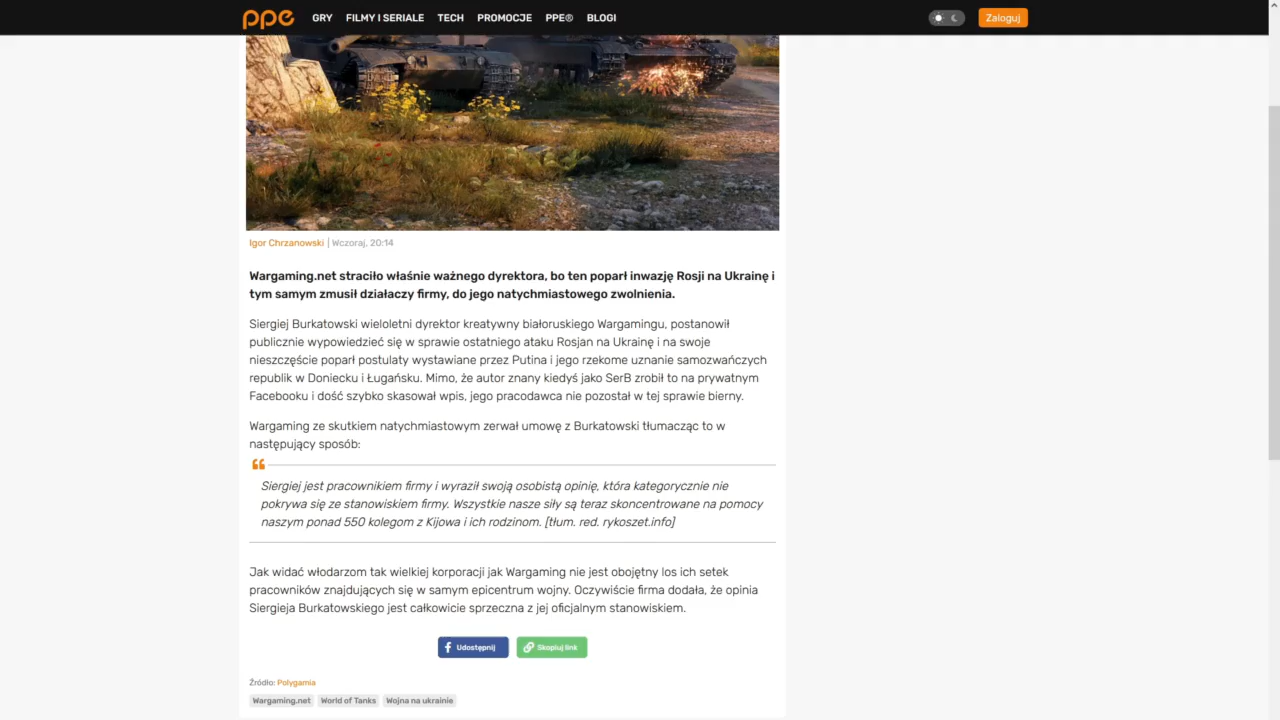 ppe GRY FILMY I SERIALE TECH PROMOCJE PPE® BLOGI Zaloguj
Igor Chrzanowski | Wczoraj, 20:14
Wargaming.net straciło właśnie ważnego dyrektora, bo ten poparł inwazję Rosji na Ukrainę i
tym samym zmusił działaczy firmy, do jego natychmiastowego zwolnienia.
Siergiej Burkatowski wieloletni dyrektor kreatywny białoruskiego Wargamingu, postanowił
publicznie wypowiedzieć się w sprawie ostatniego ataku Rosjan na Ukrainę i na swoje
nieszczęście poparł postulaty wystawiane przez Putina i jego rzekome uznanie samozwańczych
republik w Doniecku i Ługańsku. Mimo, że autor znany kiedyś jako SerB zrobił to na prywatnym
Facebooku i dość szybko skasował wpis, jego pracodawca nie pozostał w tej sprawie bierny.
Wargaming ze skutkiem natychmiastowym zerwał umowę z Burkatowski tłumacząc to w
następujący sposób:
Siergiej jest pracownikiem firmy i wyraził swoją osobistą opinię, która kategorycznie nie
pokrywa się ze stanowiskiem firmy. Wszystkie nasze siły są teraz skoncentrowane na pomocy
naszym ponad 550 kolegom z Kijowa i ich rodzinom. [tłum. red. rykoszet.info]
Jak widać włodarzom tak wielkiej korporacji jak Wargaming nie jest obojętny los ich setek
pracowników znajdujących się w samym epicentrum wojny. Oczywiście firma dodała, że opinia
Siergieja Burkatowskiego jest całkowicie sprzeczna z jej oficjalnym stanowiskiem.
Udostępnij Skopiuj link
Źródło: Polygamia
Wargaming.net World of Tanks Wojna na ukrainie